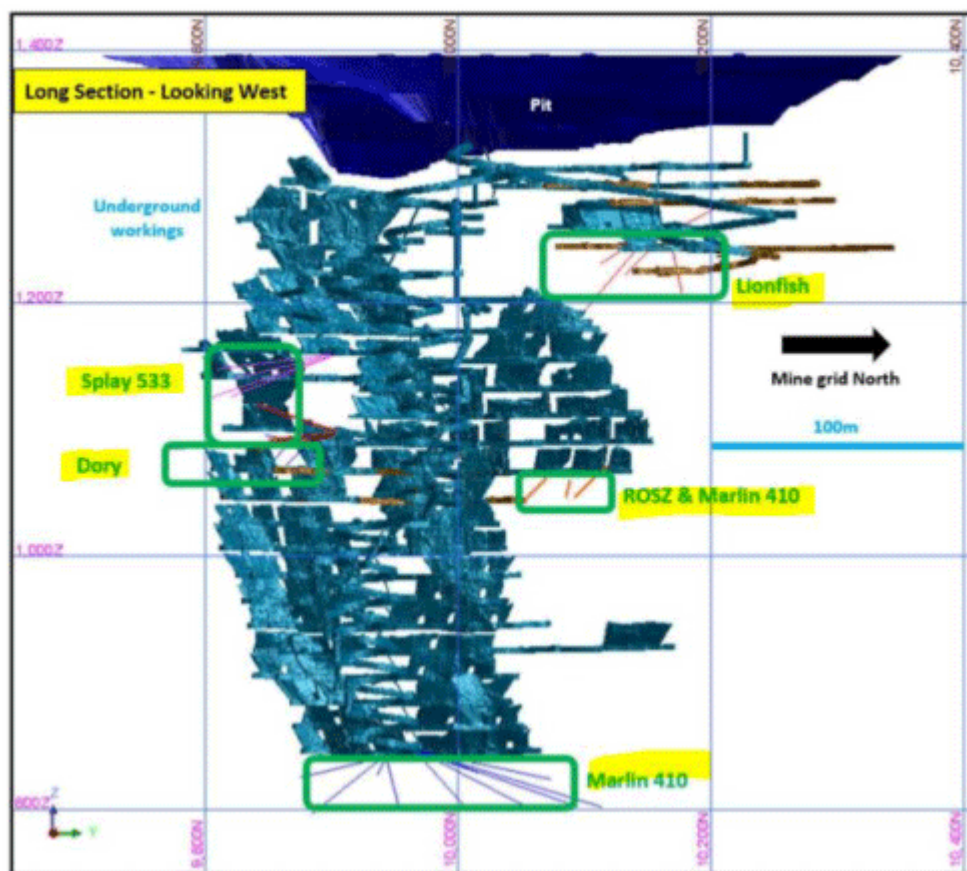 1,400Z
9,800N
10,000N
10,200N
10,400N
Long Section - Looking West
Pit
Underground
workings
1,200Z
Lionfish
Splay 533
Mine grid North
100m
Dory
ROSZ & Marlin 410
1,000Z
Marlin 410
800Z
Z
Y
9,800N
10,000N
10,200N
10,400N